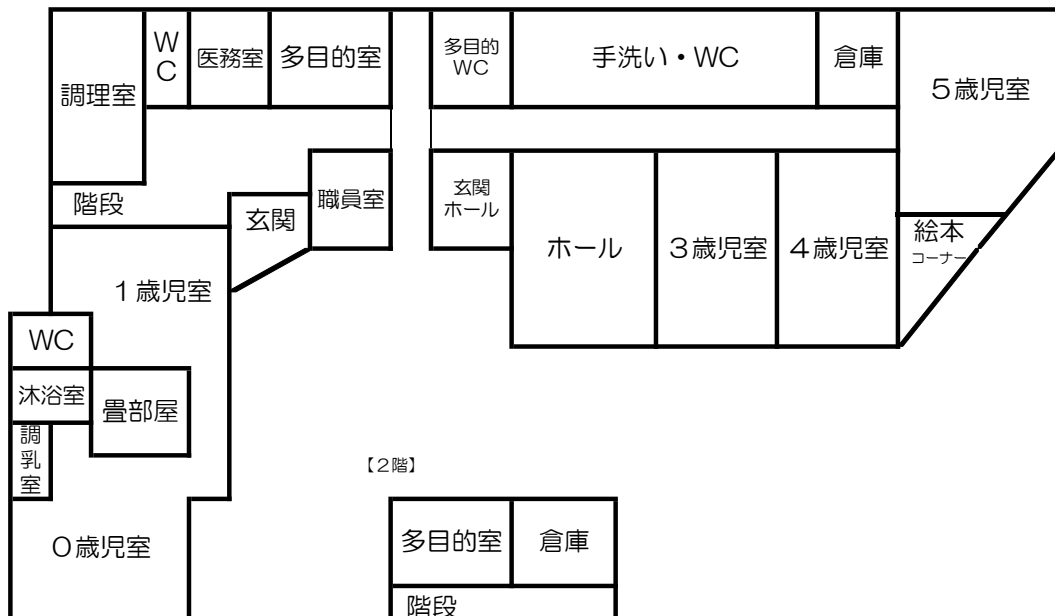 WC
医務室
多目的室
多目的
WC
手洗い・WC
倉庫
5歳児室
調理室
階段
玄関
職員室
玄関
ホール
ホール
3歳児室
4歳児室
絵本
コーナー
1歳児室
WC
沐浴室
畳部屋
調乳室
0歳児室
【2階】
多目的室
倉庫
階段